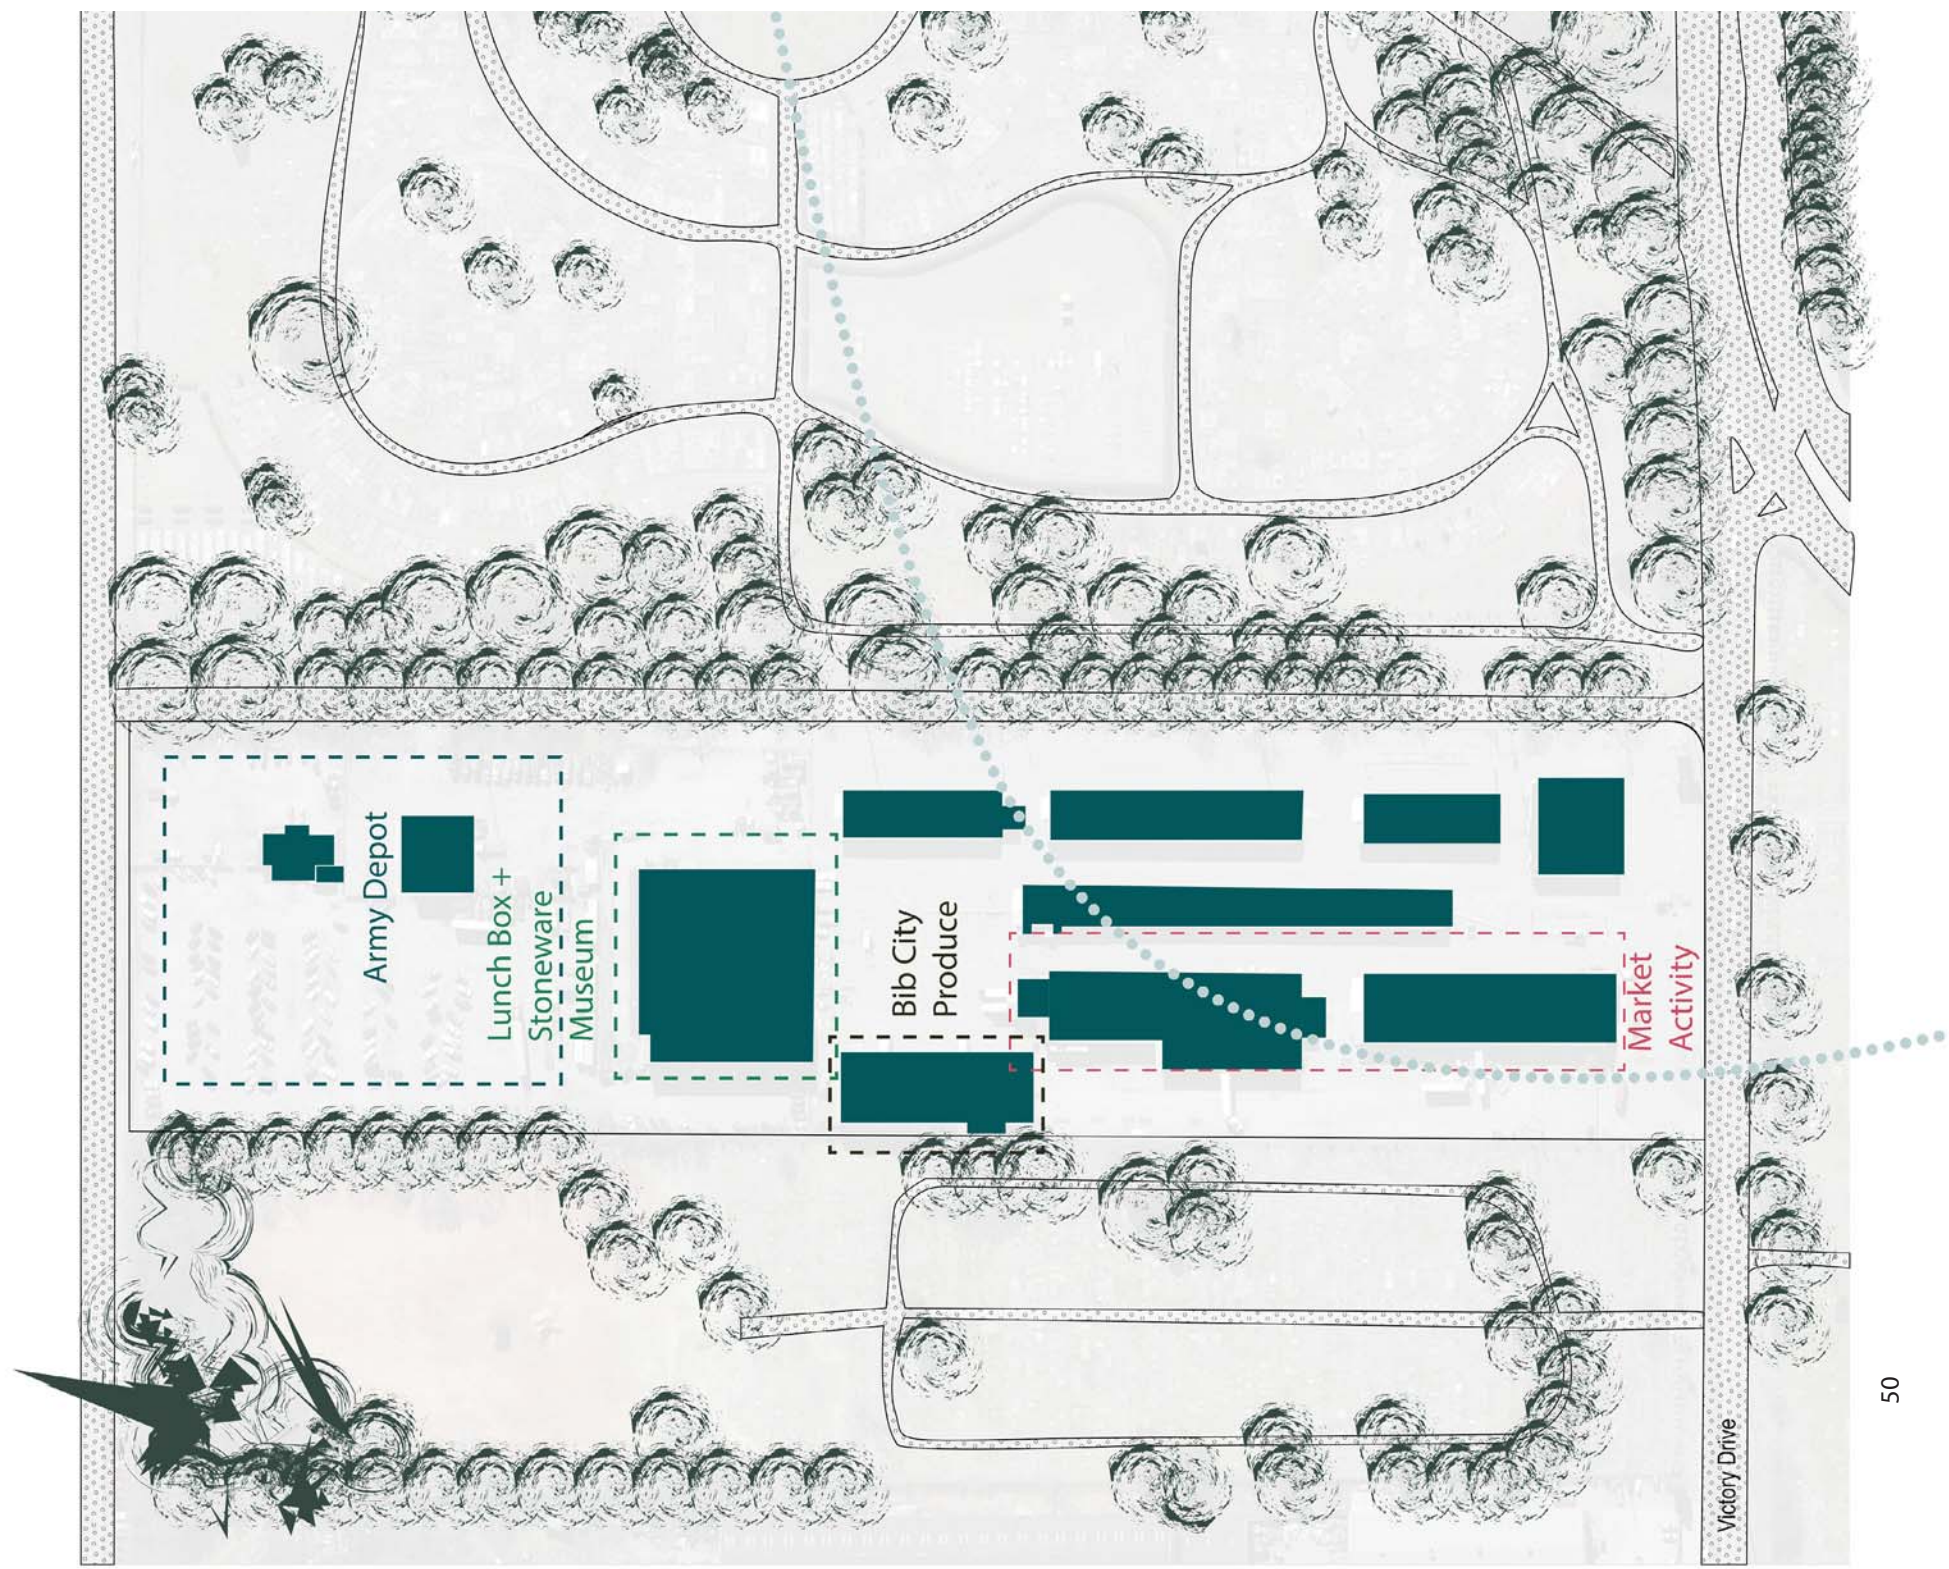 Army Depot
Lunch Box +
Stoneware
Museum
Bib City
Produce
Market
Activity
Victory Drive
50